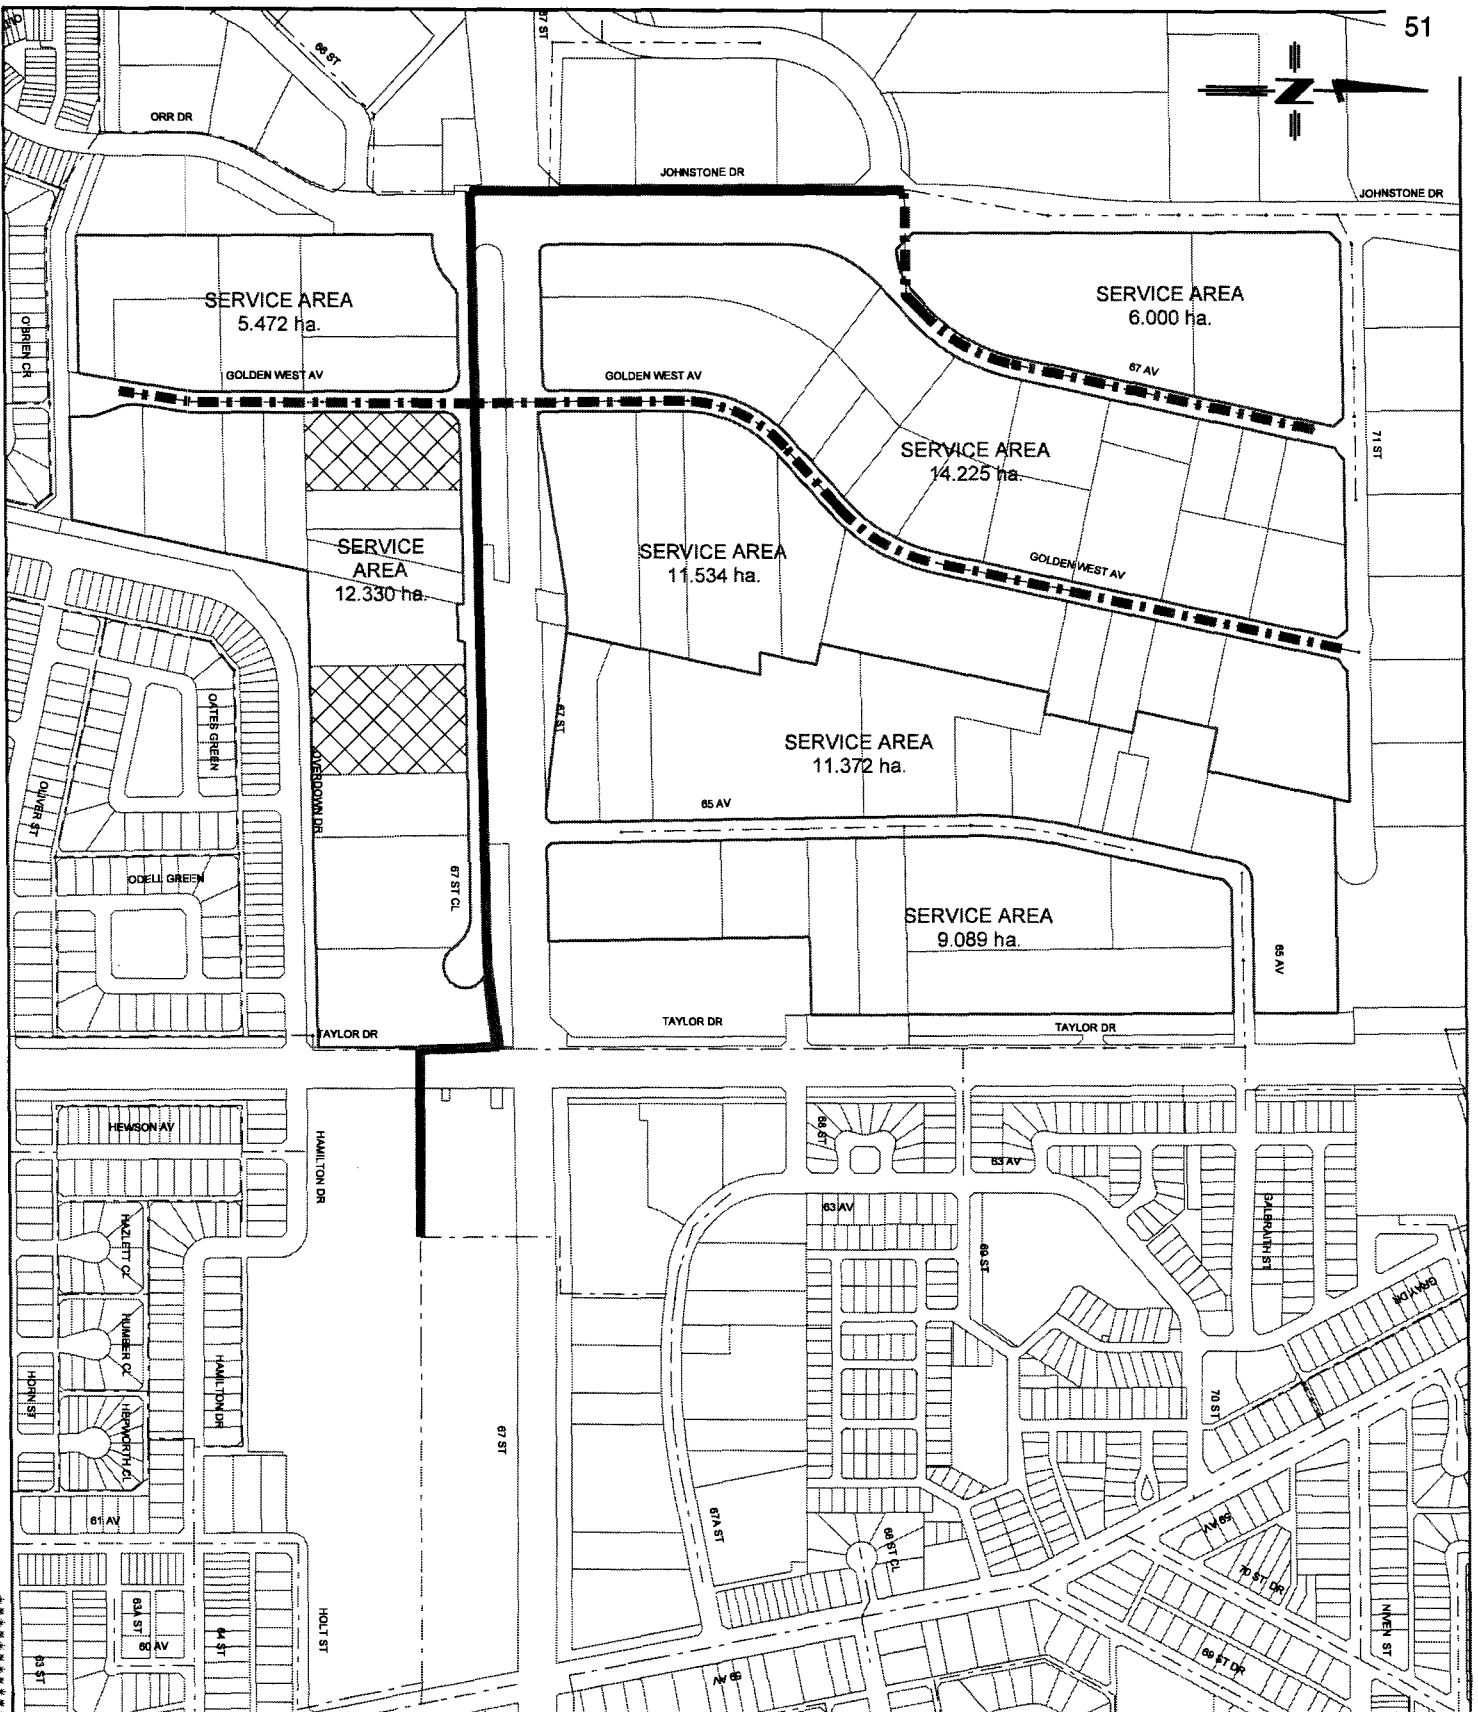 51
67 ST
66 ST
N
ORR DR
JOHNSTONE DR
JOHNSTONE DR
SERVICE AREA
5.472 ha.
SERVICE AREA
6.000 ha.
O'BRIEN CR
GOLDEN WEST AV
GOLDEN WEST AV
67 AV
71 ST
SERVICE AREA
14.225 ha.
SERVICE
AREA
12.330 ha.
SERVICE AREA
11.534 ha.
GOLDEN WEST AV
OATES GREEN
67 ST
SERVICE AREA
11.372 ha.
OLIVER ST
OVERDOWN DR
65 AV
ODELL GREEN
67 ST CL
SERVICE AREA
9.089 ha.
65 AV
TAYLOR DR
TAYLOR DR
TAYLOR DR
HEWSON AV
HAMILTON DR
68 ST
63 AV
63 AV
GALBRAITH ST
HAZLETT CL
69 ST
GRAY DR
HUMBER CL
HAMILTON DR
HORN ST
HEPWORTH CL
70 ST
67 ST
61 AV
67A ST
68 ST CL
59 AV
70 ST DR
63A ST
64 ST
HOLT ST
60 AV
NIVEN ST
63 ST
69 ST DR
59 AV